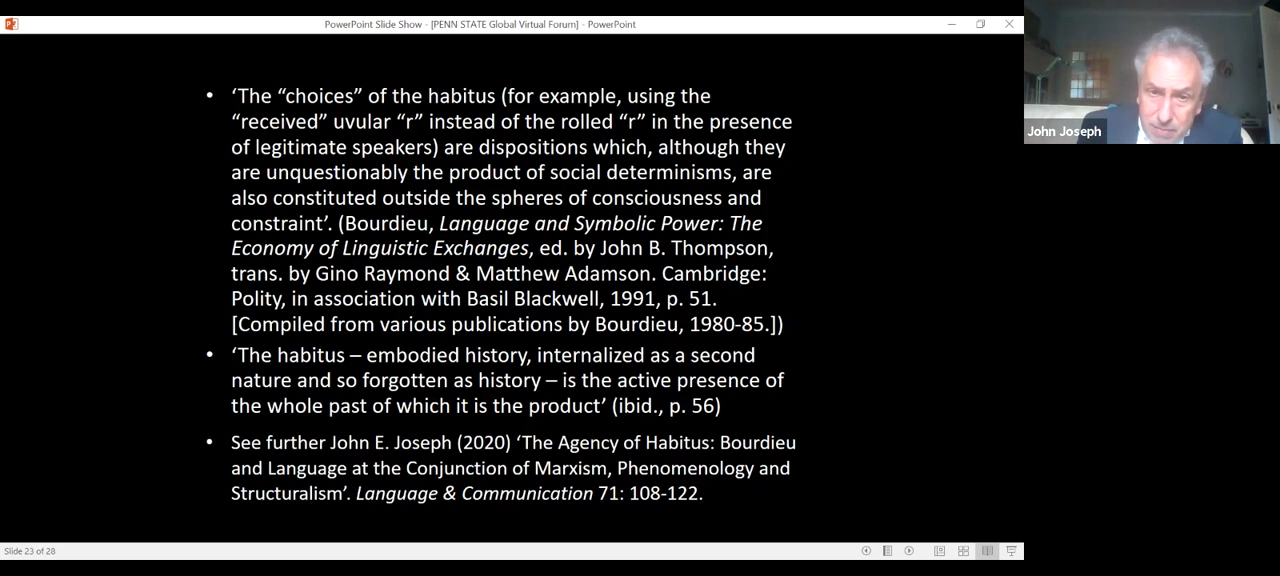 PowerPoint Slide Show - [PENN STATE Global Virtual Forum] - PowerPoint
• ‘The “choices” of the habitus (for example, using the
“received” uvular “r” instead of the rolled “r” in the presence
of legitimate speakers) are dispositions which, although they
are unquestionably the product of social determinisms, are
also constituted outside the spheres of consciousness and
constraint’. (Bourdieu, Language and Symbolic Power: The
Economy of Linguistic Exchanges, ed. by John B. Thompson,
trans. by Gino Raymond & Matthew Adamson. Cambridge:
Polity, in association with Basil Blackwell, 1991, p. 51.
[Compiled from various publications by Bourdieu, 1980-85.])
• ‘The habitus – embodied history, internalized as a second
nature and so forgotten as history – is the active presence of
the whole past of which it is the product’ (ibid., p. 56)
• See further John E. Joseph (2020) ‘The Agency of Habitus: Bourdieu
and Language at the Conjunction of Marxism, Phenomenology and
Structuralism’. Language & Communication 71: 108-122.
John Joseph
Slide 23 of 28